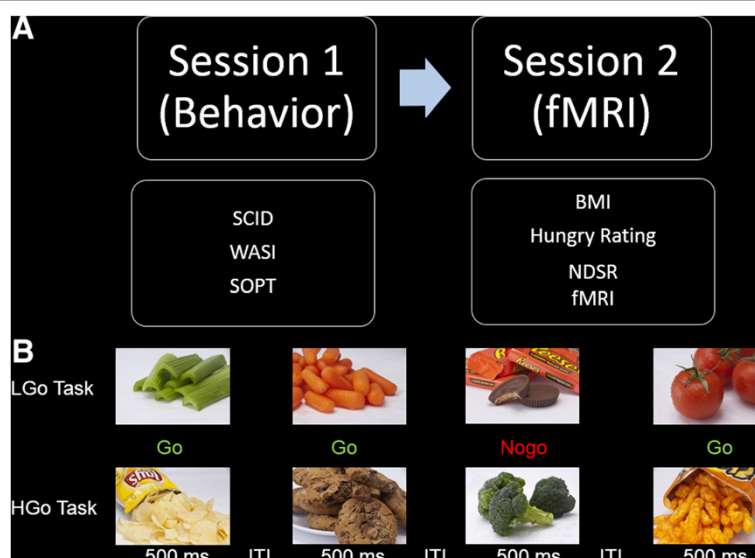 A
Session 1
(Behavior)
Session 2
(fMRI)
SCID
WASI
SOPT
BMI
Hungry Rating
NDSR
fMRI
B
LGo Task
Reese's
Go
Go
Nogo
Go
HGo Task
500 ms
ITI
500 ms
ITI
500 ms
ITI
500 ms